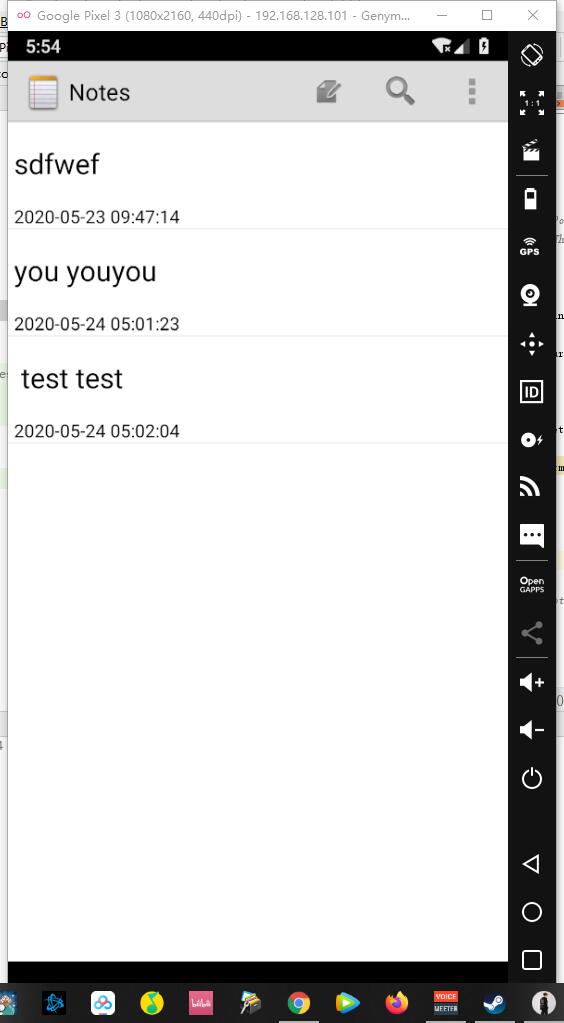 Google Pixel 3 (1080x2160, 440dpi) - 192.168.128.101 - Genym...
5:54
Notes
1:1
sdfwef
2020-05-23 09:47:14
GPS
you youyou
2020-05-24 05:01:23
test test
ID
2020-05-24 05:02:04
Open
GAPPS
bilibili
VOICE
MEETER